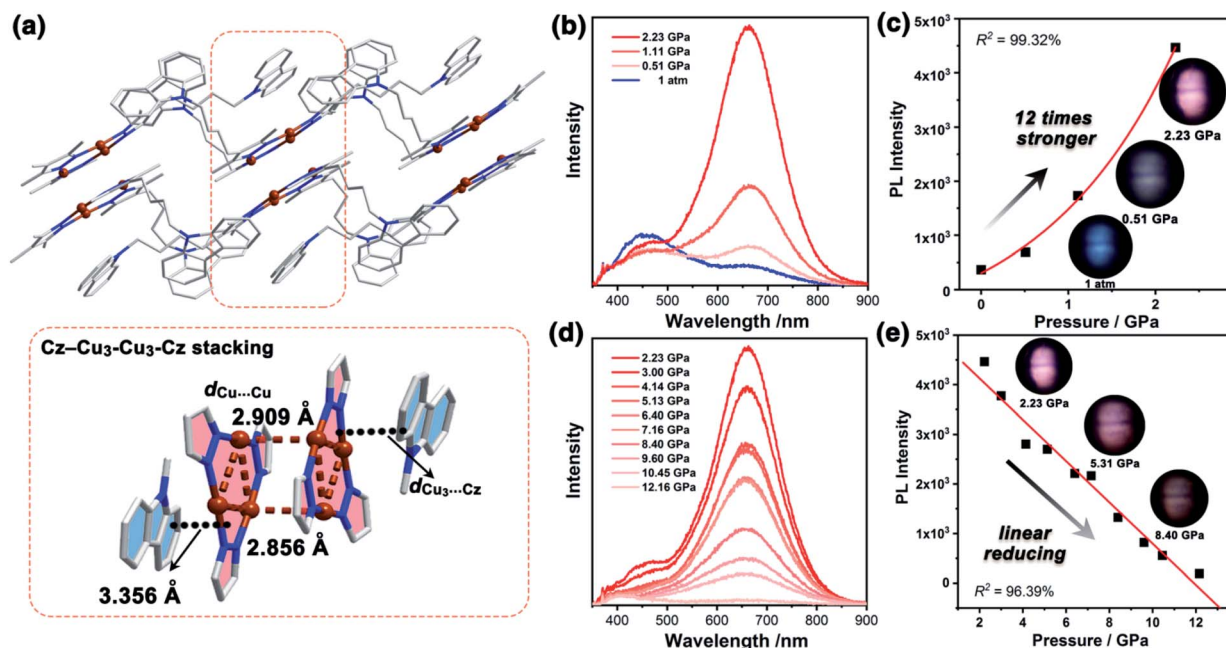 (a)
Cz–Cu3-Cu3-Cz stacking
dCu...Cu
2.909 Å
dCu3...Cz
2.856 Å
3.356 Å
(b)
2.23 GPa
1.11 GPa
0.51 GPa
1 atm
Intensity
400 500 600 700 800 900
Wavelength /nm
(c)
R² = 99.32%
5x10³
4x10³
3x10³
2x10³
1x10³
0
PL Intensity
12 times
stronger
2.23 GPa
0.51 GPa
1 atm
0 1 2
Pressure / GPa
(d)
2.23 GPa
3.00 GPa
4.14 GPa
5.13 GPa
6.40 GPa
7.16 GPa
8.40 GPa
9.60 GPa
10.45 GPa
12.16 GPa
Intensity
400 500 600 700 800 900
Wavelength /nm
(e)
5x10³
4x10³
3x10³
2x10³
1x10³
0
PL Intensity
2.23 GPa
5.31 GPa
8.40 GPa
linear
reducing
R² = 96.39%
2 4 6 8 10 12
Pressure / GPa